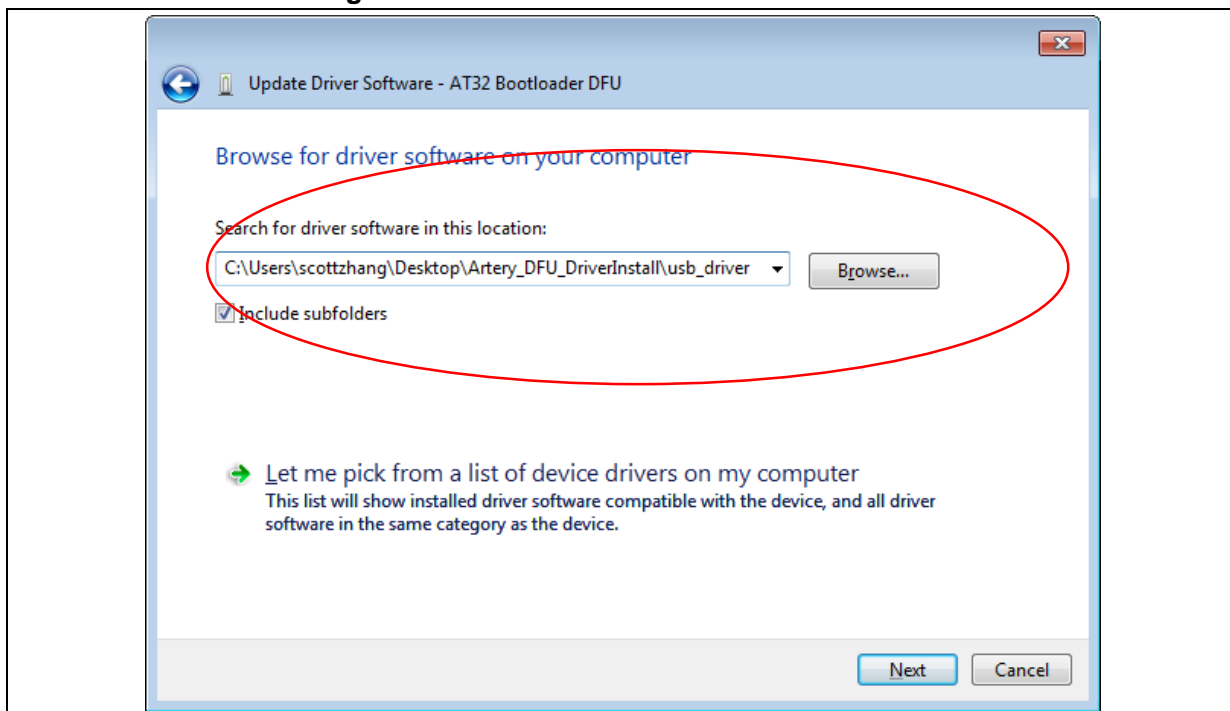 Update Driver Software - AT32 Bootloader DFU
Browse for driver software on your computer
Search for driver software in this location:
C:\Users\scottzhang\Desktop\Artery_DFU_DriverInstall\usb_driver
Browse...
Include subfolders
Let me pick from a list of device drivers on my computer
This list will show installed driver software compatible with the device, and all driver
software in the same category as the device.
Next Cancel